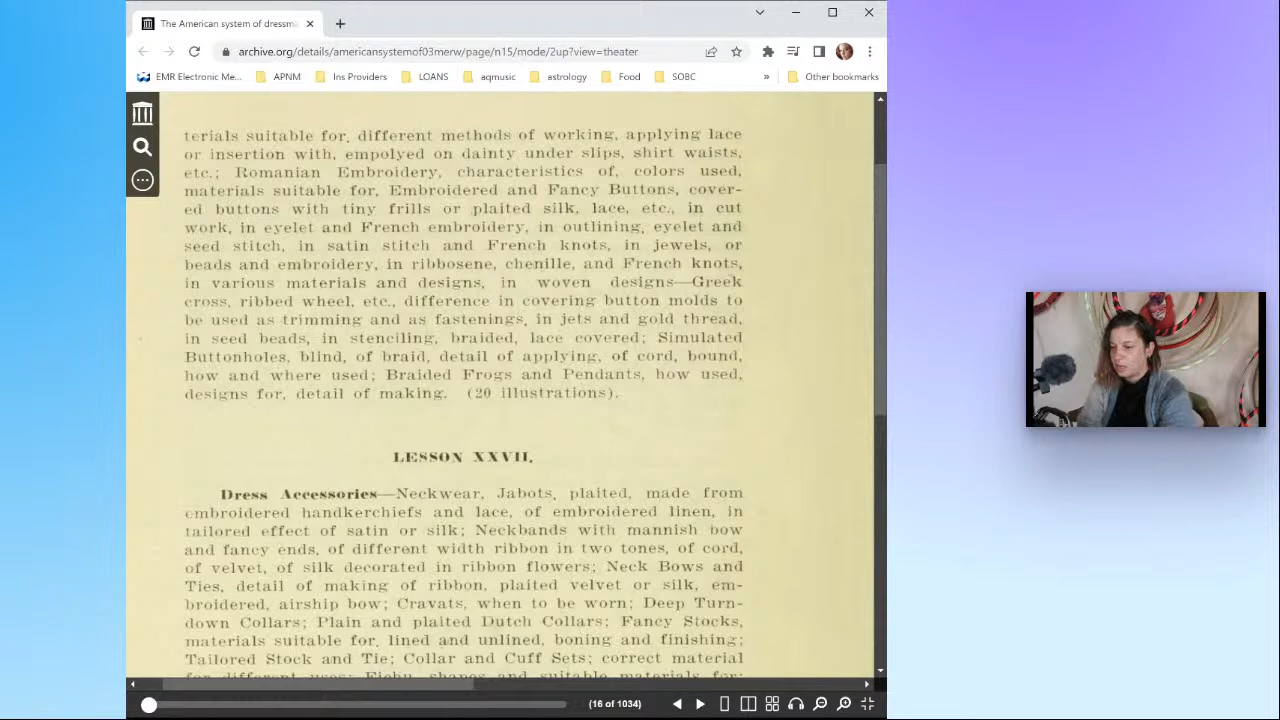 The American system of dressma
archive.org/details/americansystemof03merw/page/n15/mode/2up?view=theater
EMR Electronic Me...
APNM
Ins Providers
LOANS
aqmusic
astrology
Food
SOBC
»
Other bookmarks
terials suitable for, different methods of working, applying lace
or insertion with, empolyed on dainty under slips, shirt waists,
etc.; Romanian Embroidery, characteristics of, colors used,
materials suitable for, Embroidered and Fancy Buttons, cover-
ed buttons with tiny frills or plaited silk, lace, etc., in cut
work, in eyelet and French embroidery, in outlining, eyelet and
seed stitch, in satin stitch and French knots, in jewels, or
beads and embroidery, in ribbosene, chenille, and French knots,
in various materials and designs, in woven designs—Greek
cross, ribbed wheel, etc., difference in covering button molds to
be used as trimming and as fastenings, in jets and gold thread,
in seed beads, in stenciling, braided, lace covered; Simulated
Buttonholes, blind, of braid, detail of applying, of cord, bound,
how and where used; Braided Frogs and Pendants, how used,
designs for, detail of making. (20 illustrations).
LESSON XXVII.
Dress Accessories—Neckwear, Jabots, plaited, made from
embroidered handkerchiefs and lace, of embroidered linen, in
tailored effect of satin or silk; Neckbands with mannish bow
and fancy ends, of different width ribbon in two tones, of cord,
of velvet, of silk decorated in ribbon flowers; Neck Bows and
Ties, detail of making of ribbon, plaited velvet or silk, em-
broidered, airship bow; Cravats, when to be worn; Deep Turn-
down Collars; Plain and plaited Dutch Collars; Fancy Stocks,
materials suitable for, lined and unlined, boning and finishing;
Tailored Stock and Tie; Collar and Cuff Sets; correct material
for different uses; Fichu, shapes and suitable materials for;
(16 of 1034)